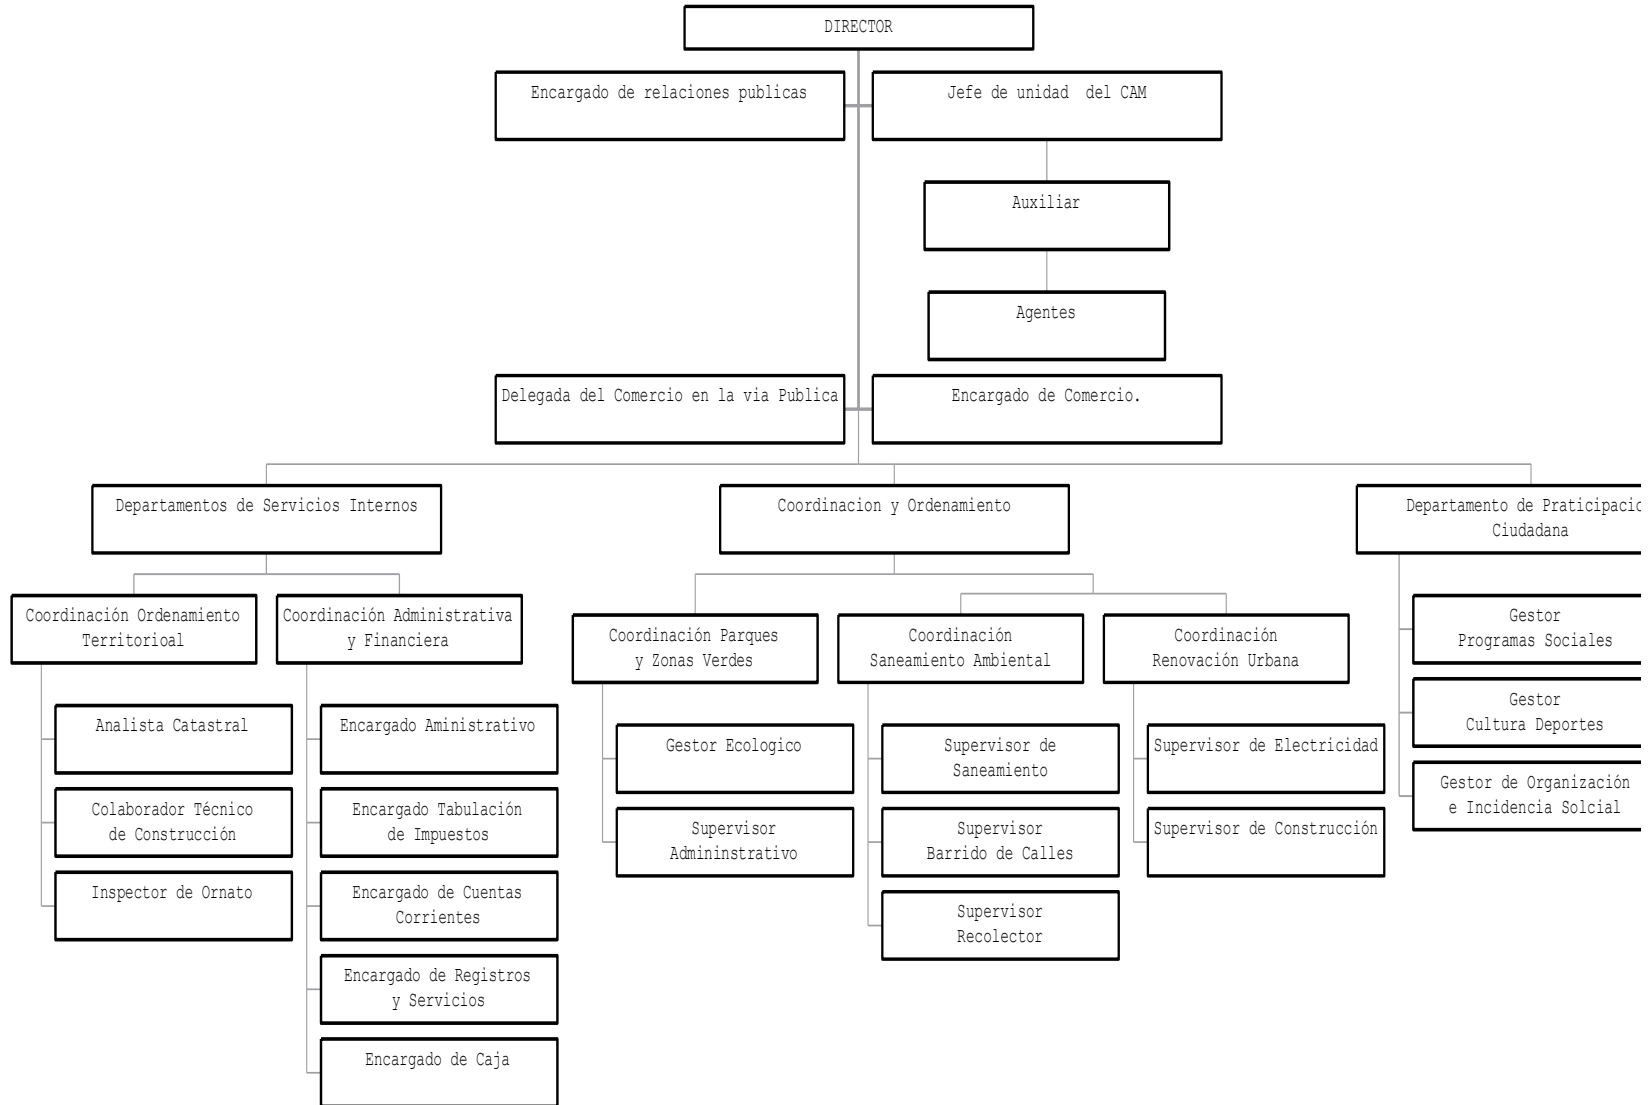 DIRECTOR
Encargado de relaciones publicas
Jefe de unidad del CAM
Auxiliar
Agentes
Delegada del Comercio en la via Publica
Encargado de Comercio.
Departamentos de Servicios Internos
Coordinacion y Ordenamiento
Departamento de Praticipacio
Ciudadana
Coordinación Ordenamiento
Territorioal
Coordinación Administrativa
y Financiera
Coordinación Parques
y Zonas Verdes
Coordinación
Saneamiento Ambiental
Coordinación
Renovación Urbana
Gestor
Programas Sociales
Gestor
Cultura Deportes
Gestor de Organización
e Incidencia Solcial
Analista Catastral
Colaborador Técnico
de Construcción
Inspector de Ornato
Encargado Aministrativo
Encargado Tabulación
de Impuestos
Encargado de Cuentas
Corrientes
Encargado de Registros
y Servicios
Encargado de Caja
Gestor Ecologico
Supervisor
Admininstrativo
Supervisor de
Saneamiento
Supervisor
Barrido de Calles
Supervisor
Recolector
Supervisor de Electricidad
Supervisor de Construcción